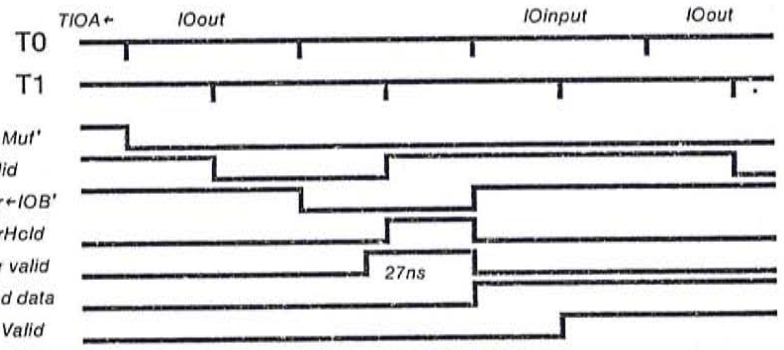 TIOA← IOout IOinput IOout
T0
T1
Mut'
lid
r←IOB'
rHold
valid
27ns
d data
Valid